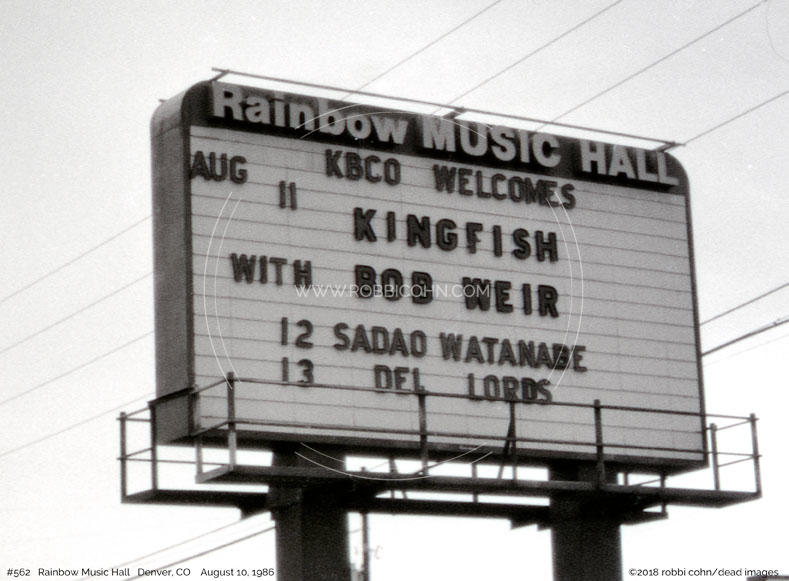 Rainbow MUSIC HALL
AUG KBCO WELCOMES
11 KINGFISH
WITH BOB WEIR
WWW.ROBBICOHN.COM
12 SADAO WATANABE
13 DEL LORDS
#562 Rainbow Music Hall Denver, CO August 10, 1986 ©2018 robbi cohn/dead images